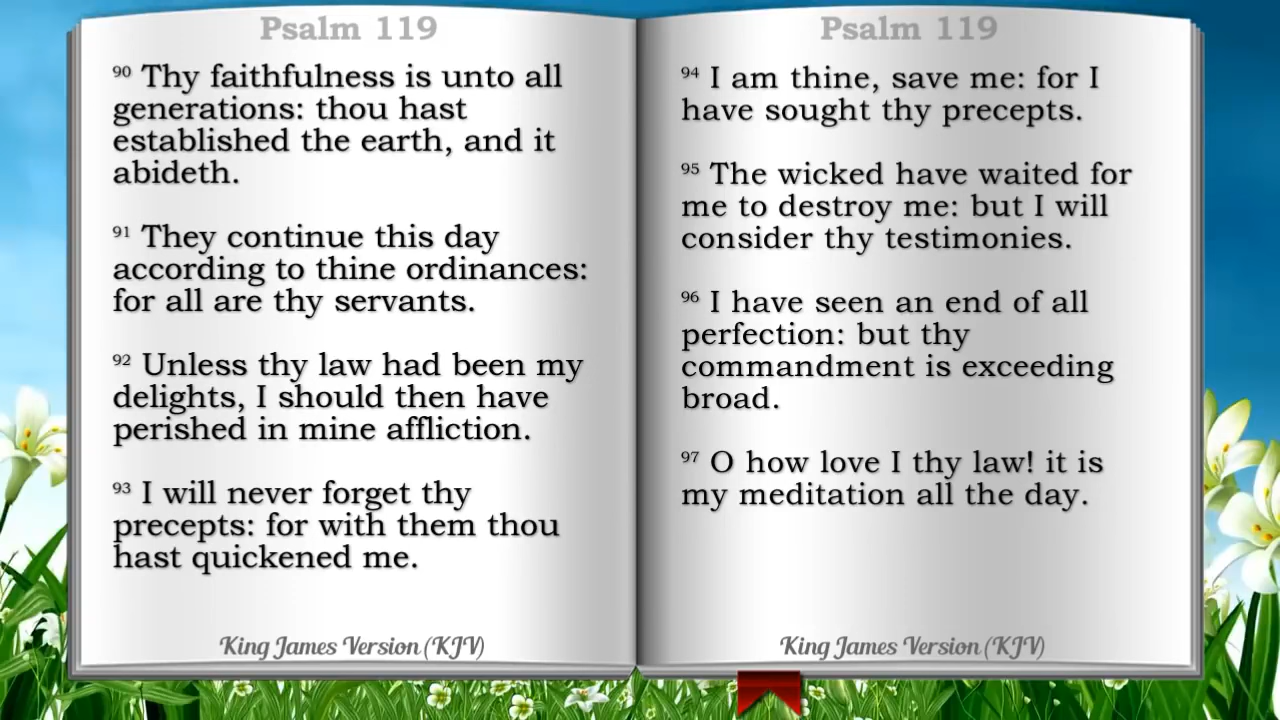 Psalm 119
90 Thy faithfulness is unto all
generations: thou hast
established the earth, and it
abideth.
91 They continue this day
according to thine ordinances:
for all are thy servants.
92 Unless thy law had been my
delights, I should then have
perished in mine affliction.
93 I will never forget thy
precepts: for with them thou
hast quickened me.
King James Version (KJV)
Psalm 119
94 I am thine, save me: for I
have sought thy precepts.
95 The wicked have waited for
me to destroy me: but I will
consider thy testimonies.
96 I have seen an end of all
perfection: but thy
commandment is exceeding
broad.
97 O how love I thy law! it is
my meditation all the day.
King James Version (KJV)